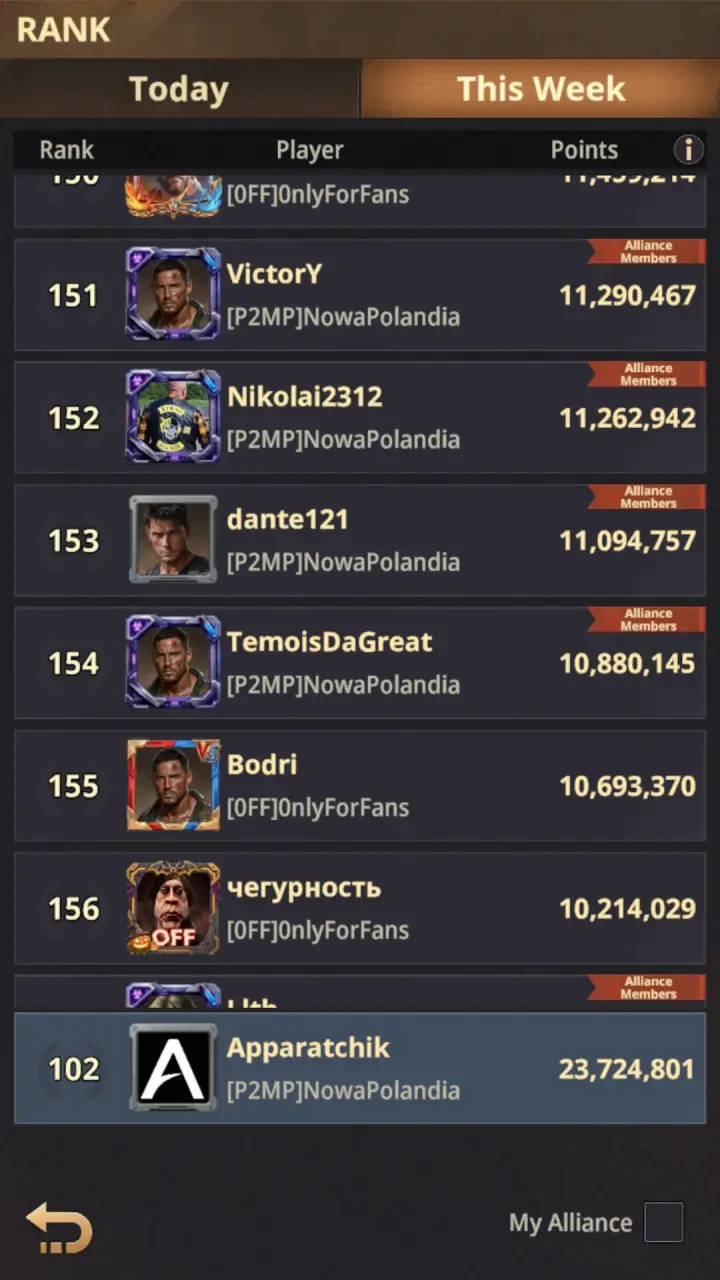 RANK
Today
This Week
Rank
Player
Points
[0FF]0nlyForFans
Alliance
Members
151
VictorY
[P2MP]NowaPolandia
11,290,467
Alliance
Members
152
Nikolai2312
[P2MP]NowaPolandia
11,262,942
Alliance
Members
153
dante121
[P2MP]NowaPolandia
11,094,757
Alliance
Members
154
TemoisDaGreat
[P2MP]NowaPolandia
10,880,145
155
VS
Bodri
[0FF]0nlyForFans
10,693,370
156
OFF
чегурность
[0FF]0nlyForFans
10,214,029
Alliance
Members
102
Apparatchik
[P2MP]NowaPolandia
23,724,801
My Alliance